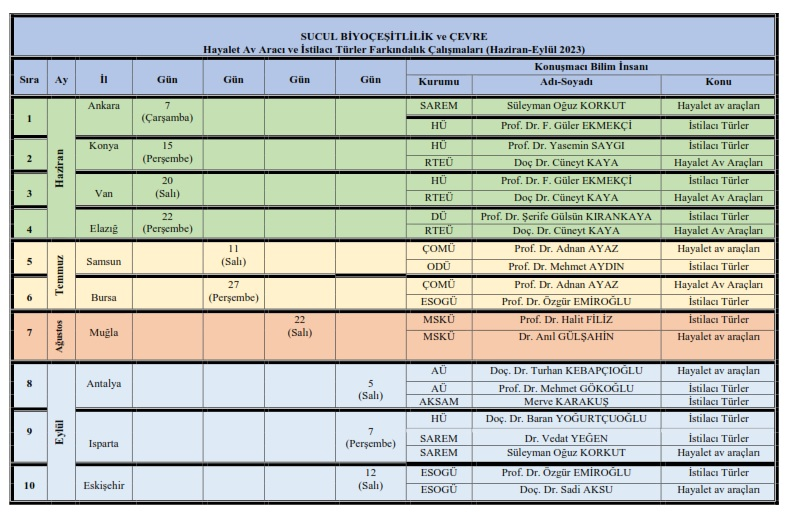 SUCUL BİYOÇEŞİTLİLİK ve ÇEVRE
Hayalet Av Aracı ve İstilacı Türler Farkındalık Çalışmaları (Haziran-Eylül 2023)
Sıra Ay İl Gün Gün Gün Gün Konuşmacı Bilim İnsanı
Kurumu Adı-Soyadı Konu
Haziran
1 Ankara 7 (Çarşamba) SAREM Süleyman Oğuz KORKUT Hayalet av araçları
HÜ Prof. Dr. F. Güler EKMEKÇİ İstilacı Türler
2 Konya 15 (Perşembe) HÜ Prof. Dr. Yasemin SAYGI İstilacı Türler
RTEÜ Doç Dr. Cüneyt KAYA Hayalet Av Araçları
3 Van 20 (Salı) HÜ Prof. Dr. F. Güler EKMEKÇİ İstilacı Türler
RTEÜ Doç Dr. Cüneyt KAYA Hayalet av araçları
4 Elazığ 22 (Perşembe) DÜ Prof. Dr. Şerife Gülsün KIRANKAYA İstilacı Türler
RTEÜ Doç. Dr. Cüneyt KAYA Hayalet av araçları
Temmuz
5 Samsun 11 (Salı) ÇOMÜ Prof. Dr. Adnan AYAZ Hayalet av araçları
ODÜ Prof. Dr. Mehmet AYDIN İstilacı Türler
6 Bursa 27 (Perşembe) ÇOMÜ Prof. Dr. Adnan AYAZ Hayalet Av Araçları
ESOGÜ Prof. Dr. Özgür EMİROĞLU İstilacı Türler
Ağustos
7 Muğla 22 (Salı) MSKÜ Prof. Dr. Halit FİLİZ İstilacı Türler
MSKÜ Dr. Anıl GÜLŞAHİN Hayalet av araçları
Eylül
8 Antalya 5 (Salı) AÜ Doç. Dr. Turhan KEBAPÇIOĞLU Hayalet av araçları
AÜ Prof. Dr. Mehmet GÖKOĞLU İstilacı Türler
AKSAM Merve KARAKUŞ İstilacı Türler
9 Isparta 7 (Perşembe) HÜ Doç. Dr. Baran YOĞURTÇUOĞLU İstilacı Türler
SAREM Dr. Vedat YEĞEN İstilacı Türler
SAREM Süleyman Oğuz KORKUT Hayalet av araçları
10 Eskişehir 12 (Salı) ESOGÜ Prof. Dr. Özgür EMİROĞLU İstilacı Türler
ESOGÜ Doç. Dr. Sadi AKSU Hayalet av araçları